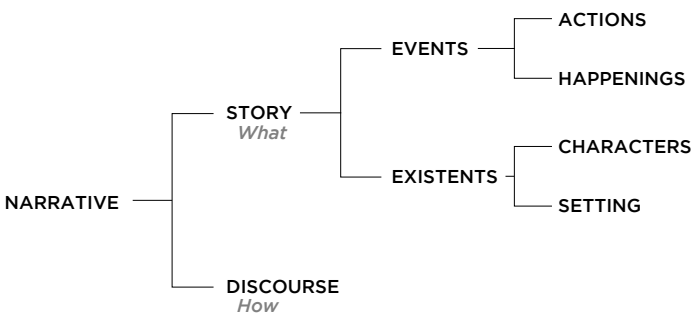 ACTIONS
EVENTS
HAPPENINGS
STORY
What
CHARACTERS
EXISTENTS
NARRATIVE
SETTING
DISCOURSE
How